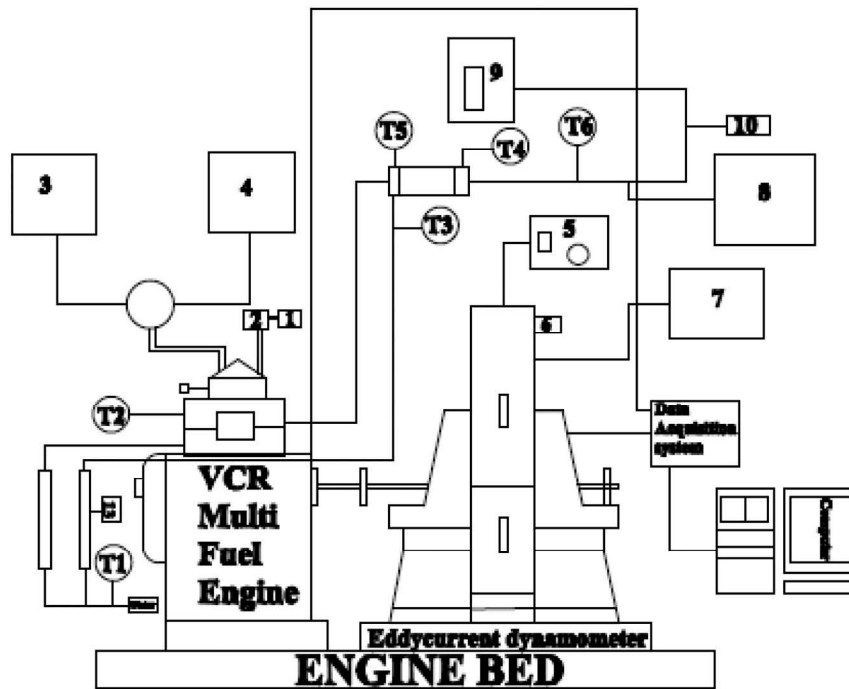 9
T5
T4
T6
10
3
4
8
T3
5
7
2
1
6
T2
Data
Acquisition
system
VCR
Multi
Fuel
Engine
13
Computer
T1
Water
Eddycurrent dynamometer
ENGINE BED